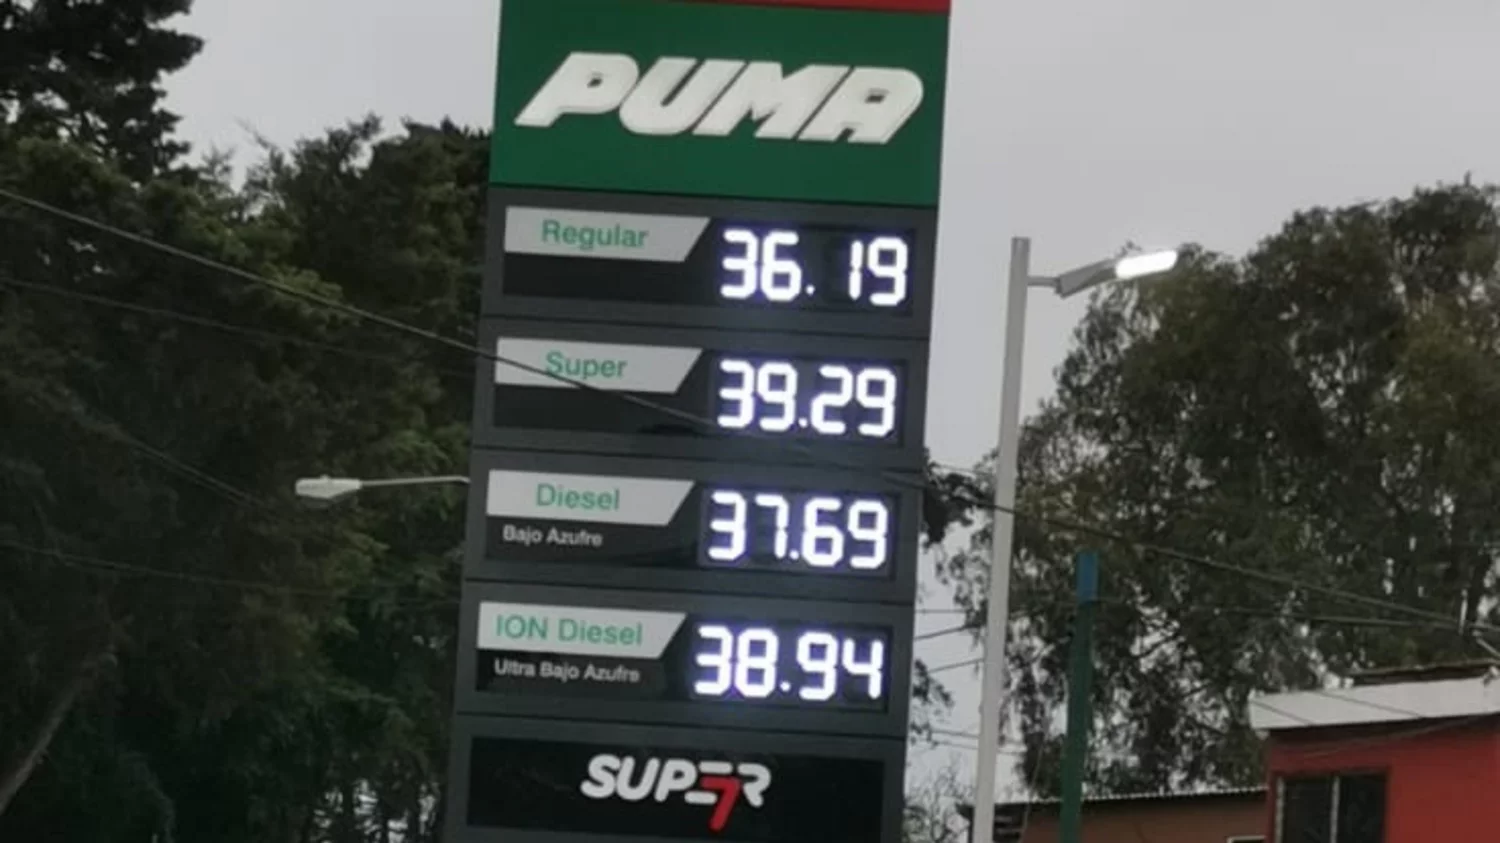 PUMA
Regular 36.19
Super 39.29
Diesel 37.69
Bajo Azufre
ION Diesel 38.94
Ultra Bajo Azufre
SUPER7